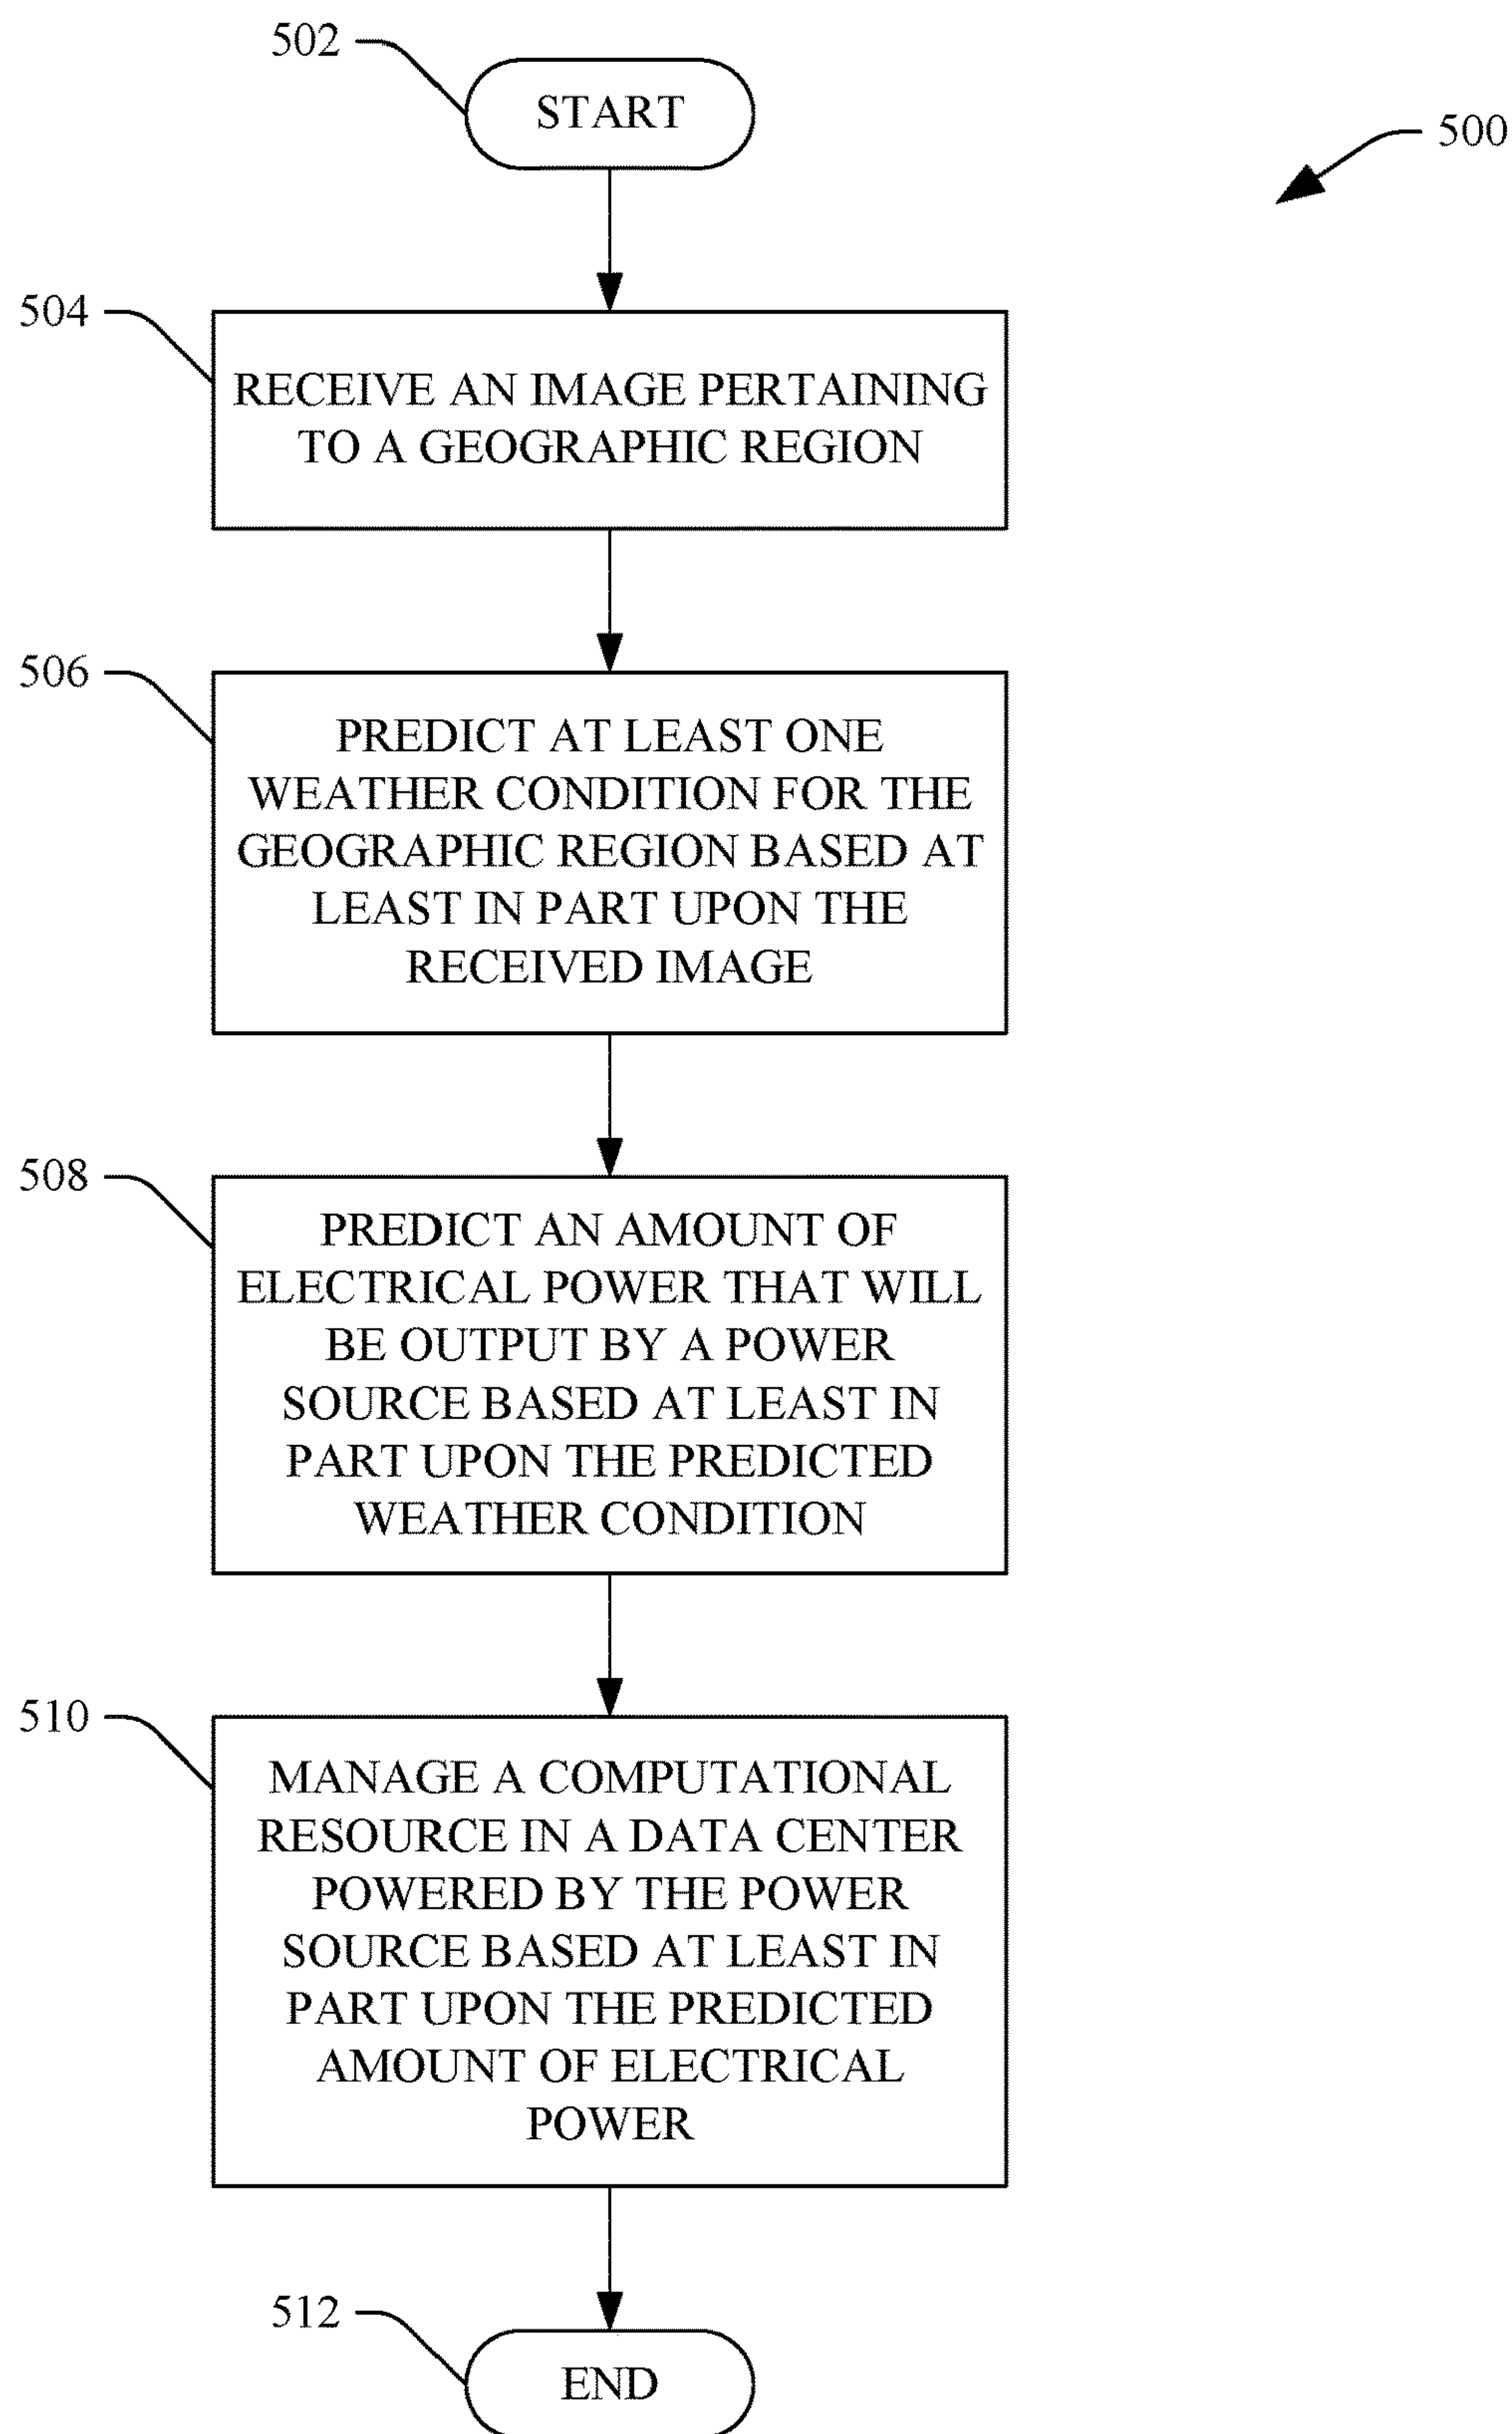 502
START
500
504
RECEIVE AN IMAGE PERTAINING
TO A GEOGRAPHIC REGION
506
PREDICT AT LEAST ONE
WEATHER CONDITION FOR THE
GEOGRAPHIC REGION BASED AT
LEAST IN PART UPON THE
RECEIVED IMAGE
508
PREDICT AN AMOUNT OF
ELECTRICAL POWER THAT WILL
BE OUTPUT BY A POWER
SOURCE BASED AT LEAST IN
PART UPON THE PREDICTED
WEATHER CONDITION
510
MANAGE A COMPUTATIONAL
RESOURCE IN A DATA CENTER
POWERED BY THE POWER
SOURCE BASED AT LEAST IN
PART UPON THE PREDICTED
AMOUNT OF ELECTRICAL
POWER
512
END